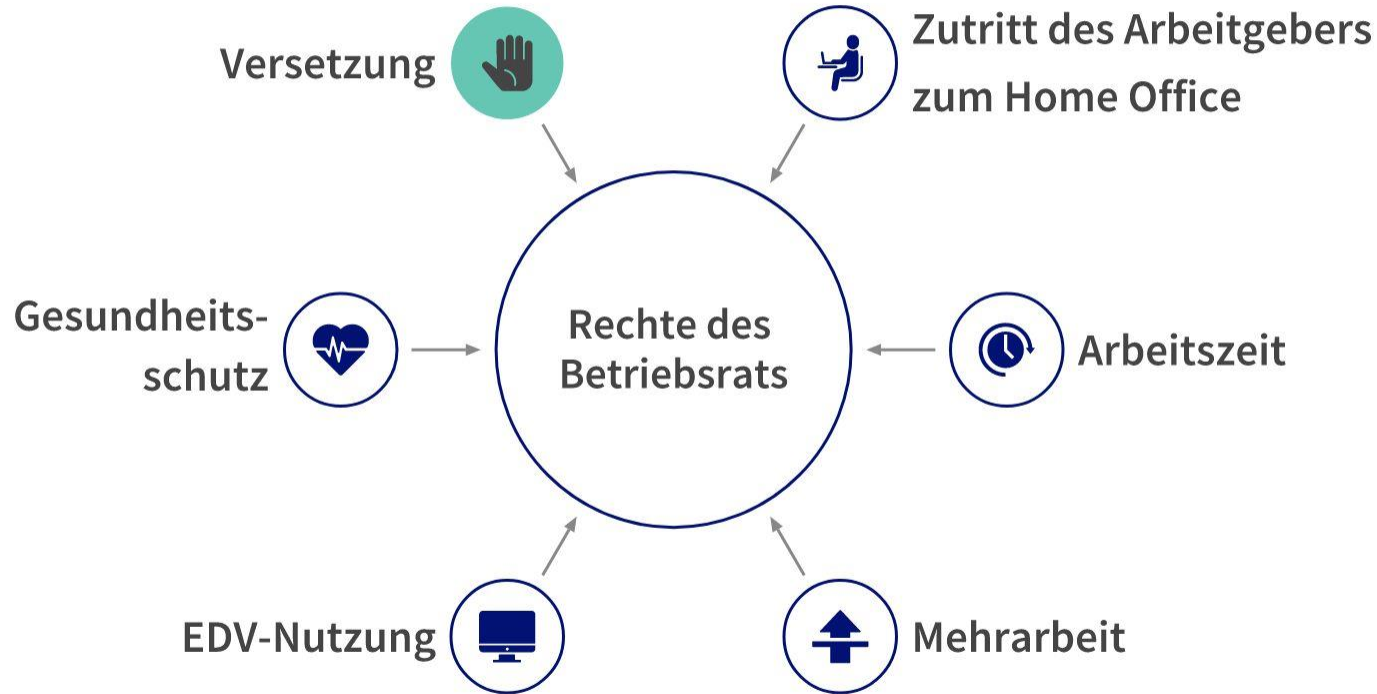 Versetzung
Zutritt des Arbeitgebers
zum Home Office
Gesundheits-
schutz
Rechte des
Betriebsrats
Arbeitszeit
EDV-Nutzung
Mehrarbeit